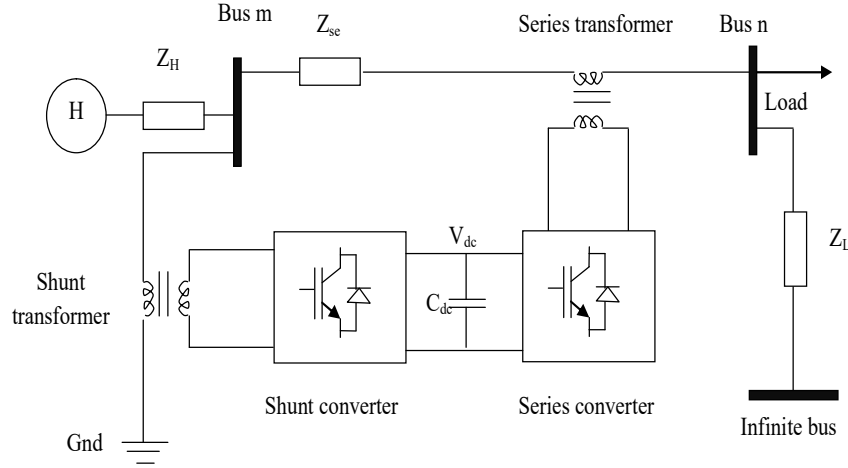 Bus m
Z_se
Series transformer
Bus n
Z_H
H
Load
V_dc
Z_L
Shunt
transformer
C_dc
Shunt converter
Series converter
Infinite bus
Gnd